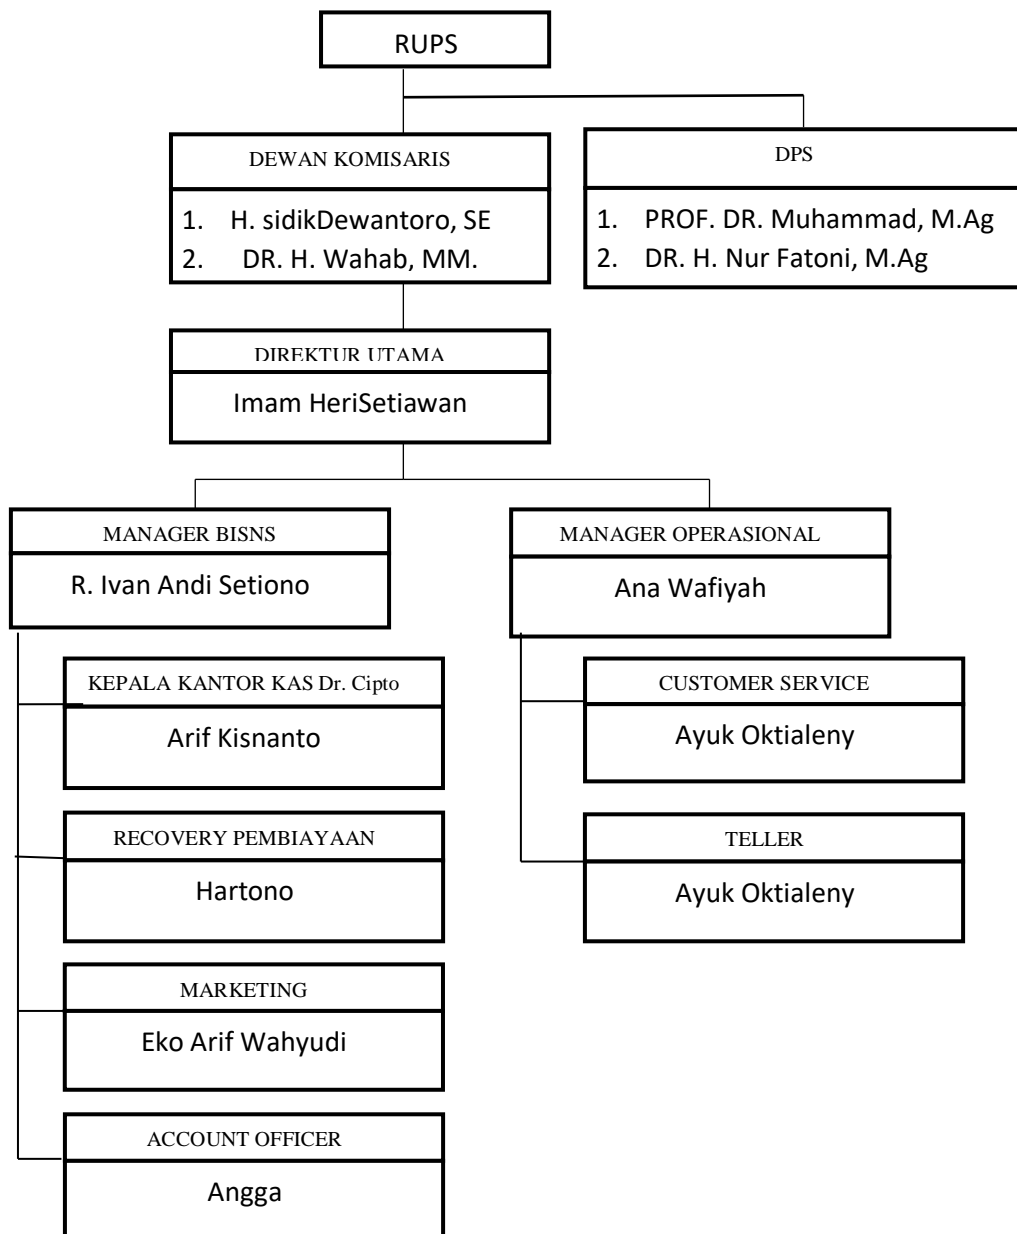 RUPS
DEWAN KOMISARIS
1. H. sidikDewantoro, SE
2. DR. H. Wahab, MM.
DPS
1. PROF. DR. Muhammad, M.Ag
2. DR. H. Nur Fatoni, M.Ag
DIREKTUR UTAMA
Imam HeriSetiawan
MANAGER BISNS
R. Ivan Andi Setiono
MANAGER OPERASIONAL
Ana Wafiyah
KEPALA KANTOR KAS Dr. Cipto
Arif Kisnanto
RECOVERY PEMBIAYAAN
Hartono
MARKETING
Eko Arif Wahyudi
ACCOUNT OFFICER
Angga
CUSTOMER SERVICE
Ayuk Oktialeny
TELLER
Ayuk Oktialeny